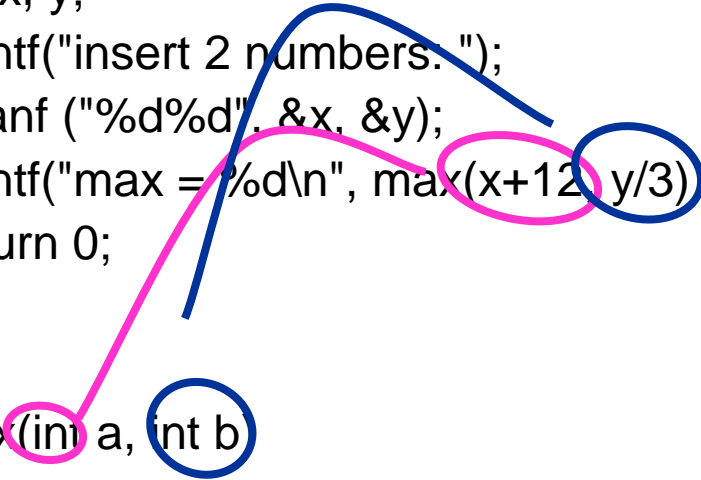 x, y;
ntf("insert 2 numbers: ");
anf ("%d%d", &x, &y);
ntf("max = %d\n", max(x+12, y/3)
urn 0;
x(int a, int b)